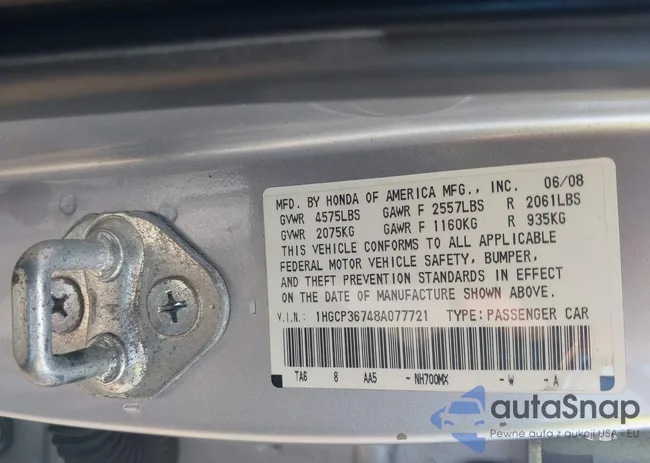 MFD. BY HONDA OF AMERICA MFG., INC. 06/08
GVWR 4575LBS GAWR F 2557LBS R 2061LBS
GVWR 2075KG GAWR F 1160KG R 935KG
THIS VEHICLE CONFORMS TO ALL APPLICABLE
FEDERAL MOTOR VEHICLE SAFETY, BUMPER,
AND THEFT PREVENTION STANDARDS IN EFFECT
ON THE DATE OF MANUFACTURE SHOWN ABOVE.
V.I.N.: 1HGCP36748A077721 TYPE: PASSENGER CAR
TA6 8 AA5 - NH700MX - W - A
autaSnap
Pewne auta z aukcji USA i EU